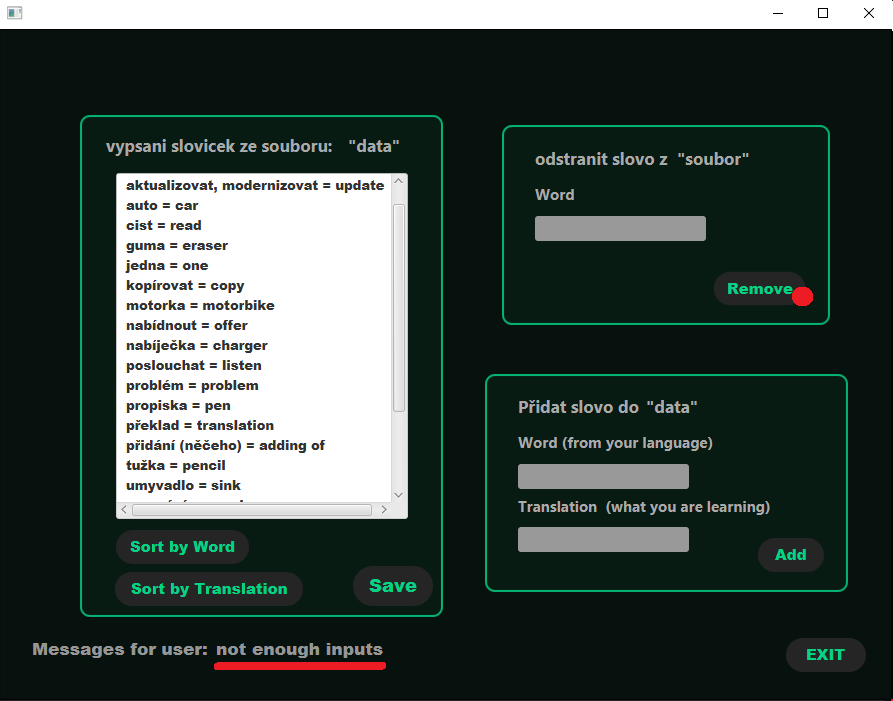 vypsani slovicek ze souboru: "data"
aktualizovat, modernizovat = update
auto = car
cist = read
guma = eraser
jedna = one
kopírovat = copy
motorka = motorbike
nabídnout = offer
nabíječka = charger
poslouchat = listen
problém = problem
propiska = pen
překlad = translation
přidání (něčeho) = adding of
tužka = pencil
umyvadlo = sink
Sort by Word
Sort by Translation
Save
odstranit slovo z "soubor"
Word
Remove
Přidat slovo do "data"
Word (from your language)
Translation (what you are learning)
Add
Messages for user: not enough inputs
EXIT